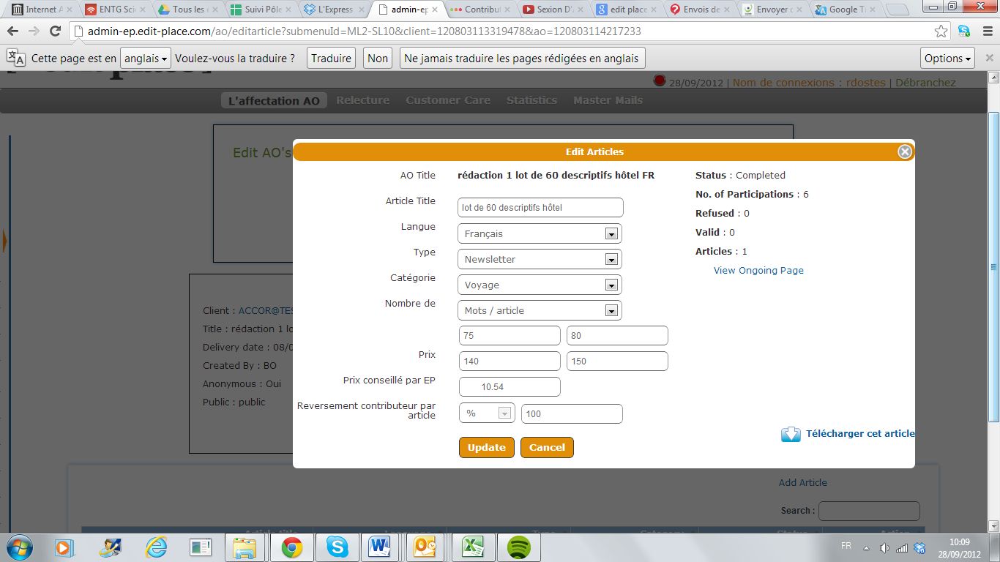 Internet A
ENTG Sci
Tous les
Suivi Pôle
L'Express
admin-ep
Contribut
Sexion D'
edit place
Envois de
Envoyer
Google T
admin-ep.edit-place.com/ao/editarticle?submenuId=ML2-SL10&client=120803113319478&ao=120803114217233
Cette page est en anglais Voulez-vous la traduire ? Traduire Non Ne jamais traduire les pages rédigées en anglais Options
28/09/2012 | Nom de connexions : rdostes | Débranchez
L'affectation AO Relecture Customer Care Statistics Master Mails
Edit AO's
Edit Articles
AO Title rédaction 1 lot de 60 descriptifs hôtel FR
Article Title lot de 60 descriptifs hôtel
Langue Français
Type Newsletter
Catégorie Voyage
Nombre de Mots / article
75 80
Prix 140 150
Prix conseillé par EP 10.54
Reversement contributeur par
article % 100
Update Cancel
Status : Completed
No. of Participations : 6
Refused : 0
Valid : 0
Articles : 1
View Ongoing Page
Télécharger cet article
Client : ACCOR@TES
Title : rédaction 1 lo
Delivery date : 08/0
Created By : BO
Anonymous : Oui
Public : public
Add Article
Search :
Article title Language Type Category Status Action
FR 10:09
28/09/2012